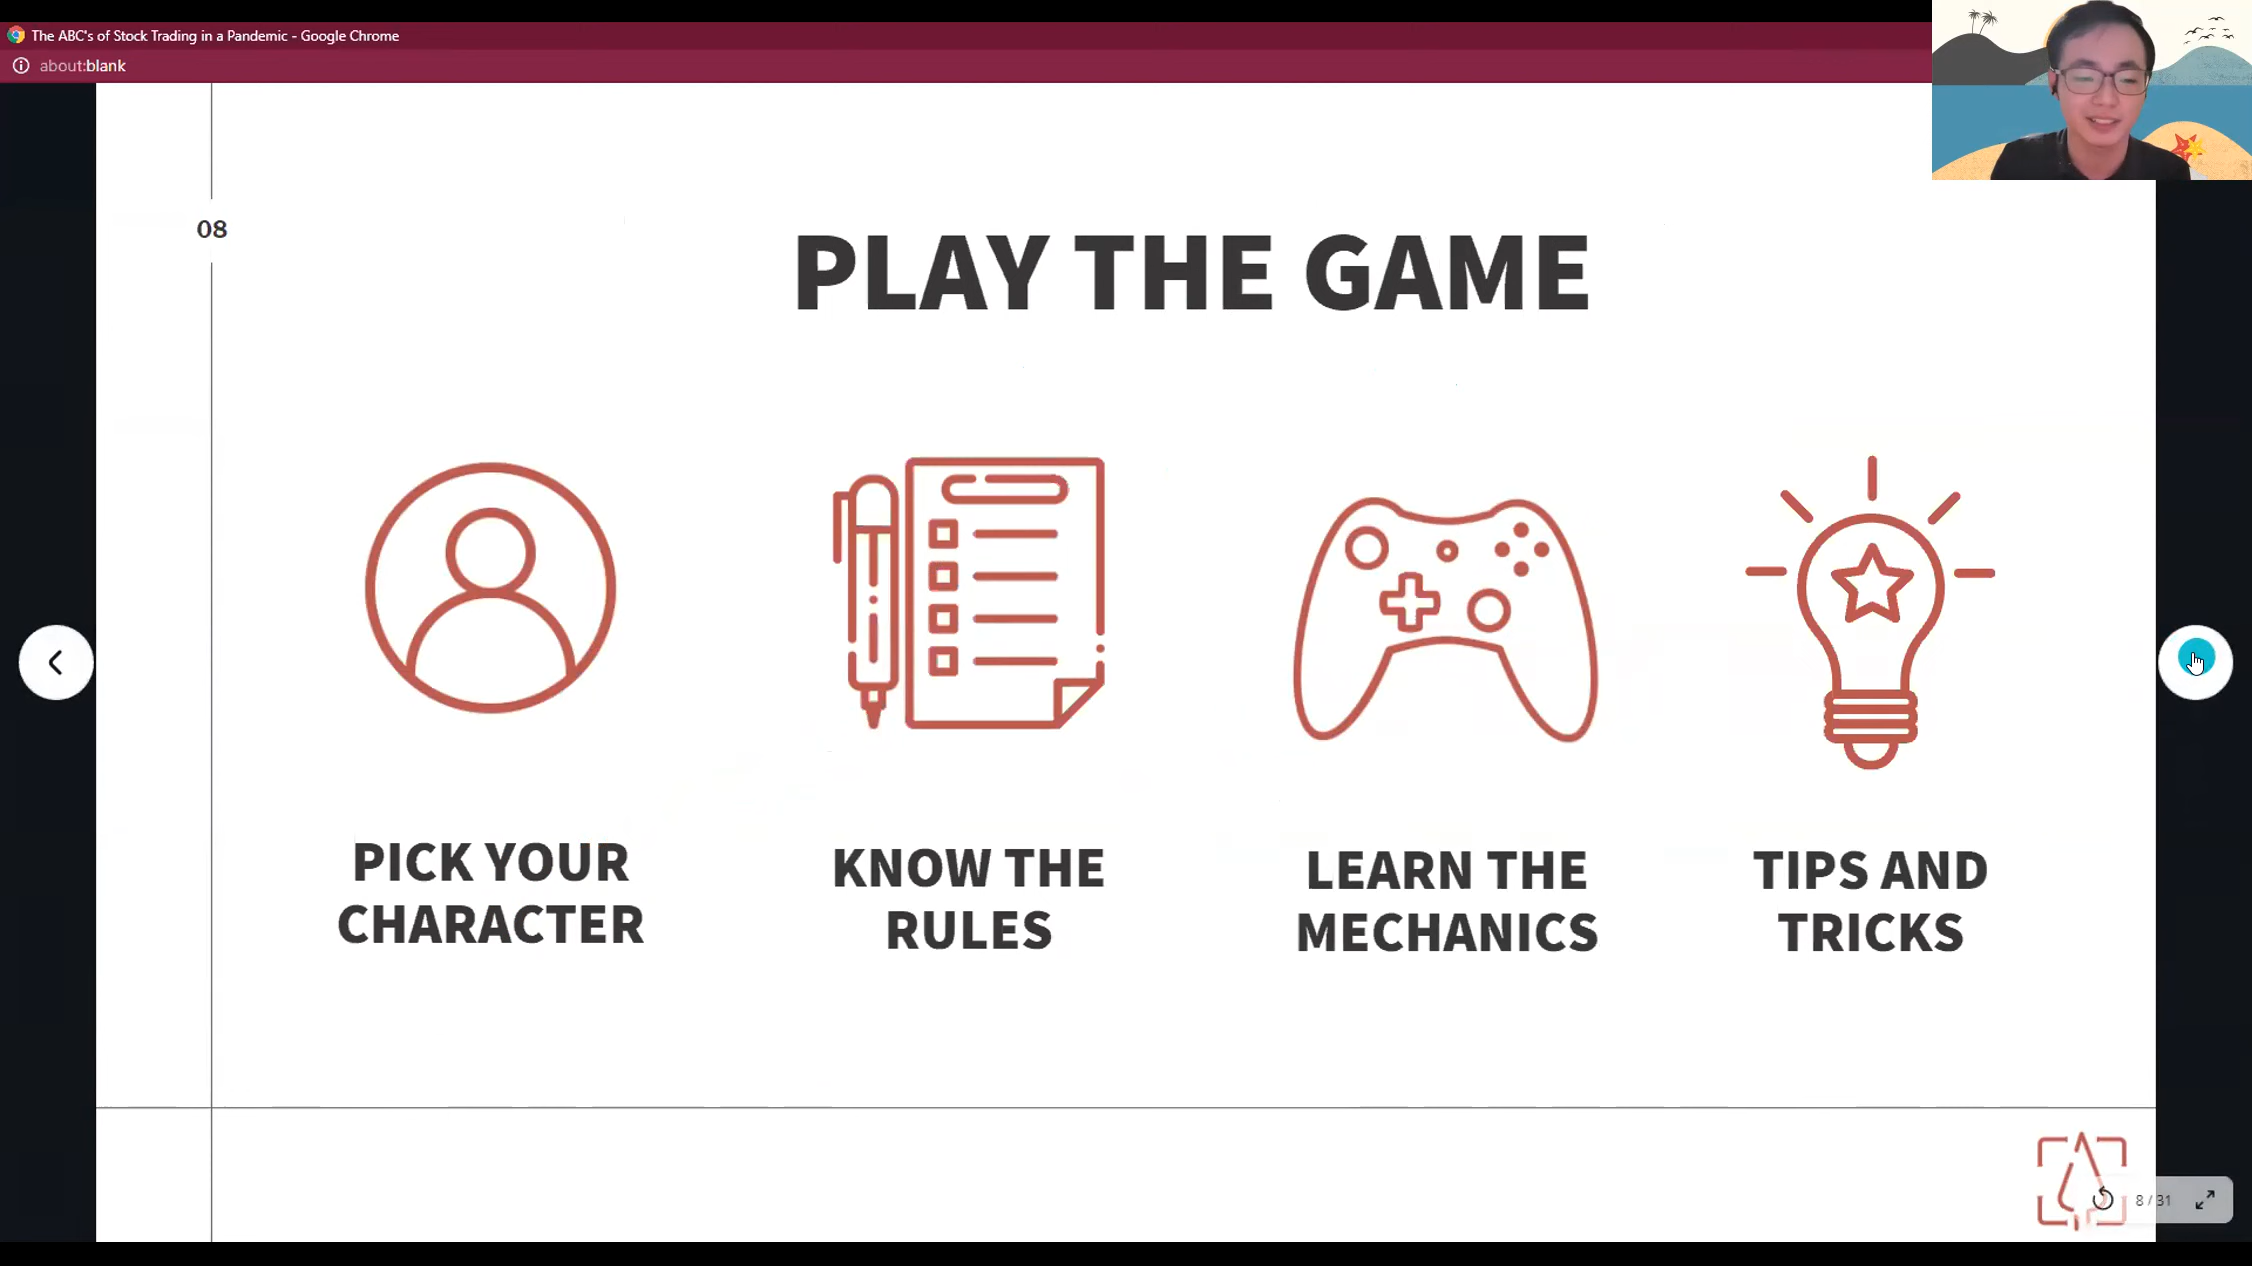 The ABC's of Stock Trading in a Pandemic - Google Chrome
about:blank
08
PLAY THE GAME
PICK YOUR
CHARACTER
KNOW THE
RULES
LEARN THE
MECHANICS
TIPS AND
TRICKS
8 / 31